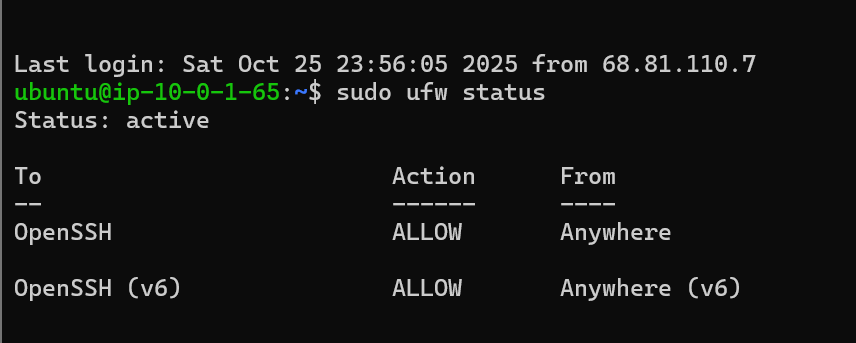 Last login: Sat Oct 25 23:56:05 2025 from 68.81.110.7
ubuntu@ip-10-0-1-65:~$ sudo ufw status
Status: active
To                         Action      From
--                         ------      ----
OpenSSH                    ALLOW       Anywhere
OpenSSH (v6)               ALLOW       Anywhere (v6)